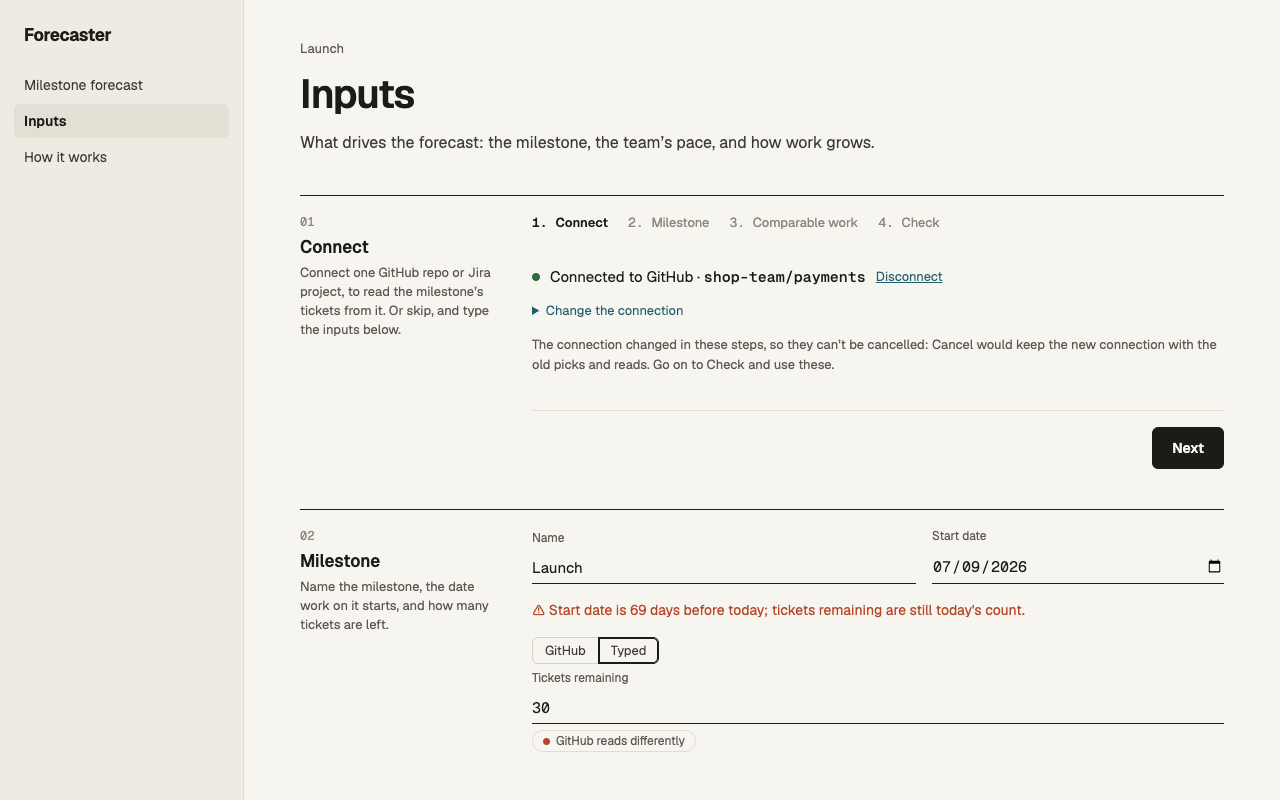 Forecaster
Milestone forecast
Inputs
How it works
Launch
Inputs
What drives the forecast: the milestone, the team’s pace, and how work grows.
01
Connect
Connect one GitHub repo or Jira
project, to read the milestone’s
tickets from it. Or skip, and type
the inputs below.
1. Connect 2. Milestone 3. Comparable work 4. Check
Connected to GitHub · shop-team/payments Disconnect
Change the connection
The connection changed in these steps, so they can’t be cancelled: Cancel would keep the new connection with the
old picks and reads. Go on to Check and use these.
Next
02
Milestone
Name the milestone, the date
work on it starts, and how many
tickets are left.
Name
Launch
Start date
07/09/2026
Start date is 69 days before today; tickets remaining are still today's count.
GitHub Typed
Tickets remaining
30
GitHub reads differently